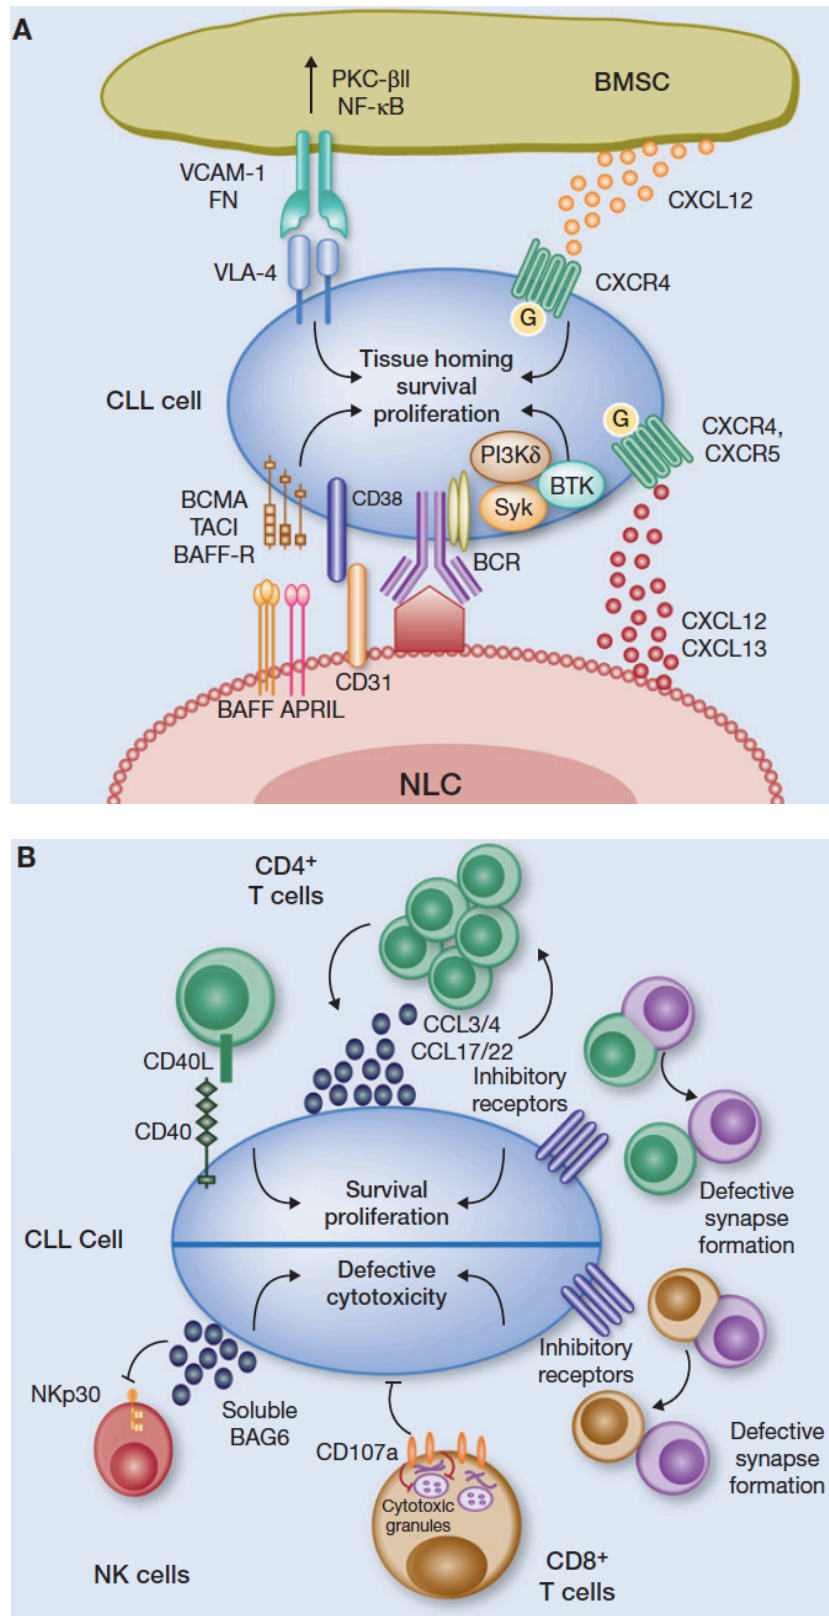 A
PKC-βII
NF-κB
BMSC
VCAM-1
FN
CXCL12
VLA-4
CXCR4
G
Tissue homing
survival
proliferation
CLL cell
G
CXCR4,
CXCR5
PI3Kδ
BTK
Syk
BCMA
TACI
BAFF-R
CD38
BCR
CXCL12
CXCL13
CD31
BAFF APRIL
NLC
B
CD4+
T cells
CCL3/4
CCL17/22
CD40L
Inhibitory
receptors
CD40
Survival
proliferation
Defective
synapse
formation
CLL Cell
Defective
cytotoxicity
Inhibitory
receptors
NKp30
Soluble
BAG6
Defective
synapse
formation
CD107a
Cytotoxic
granules
NK cells
CD8+
T cells